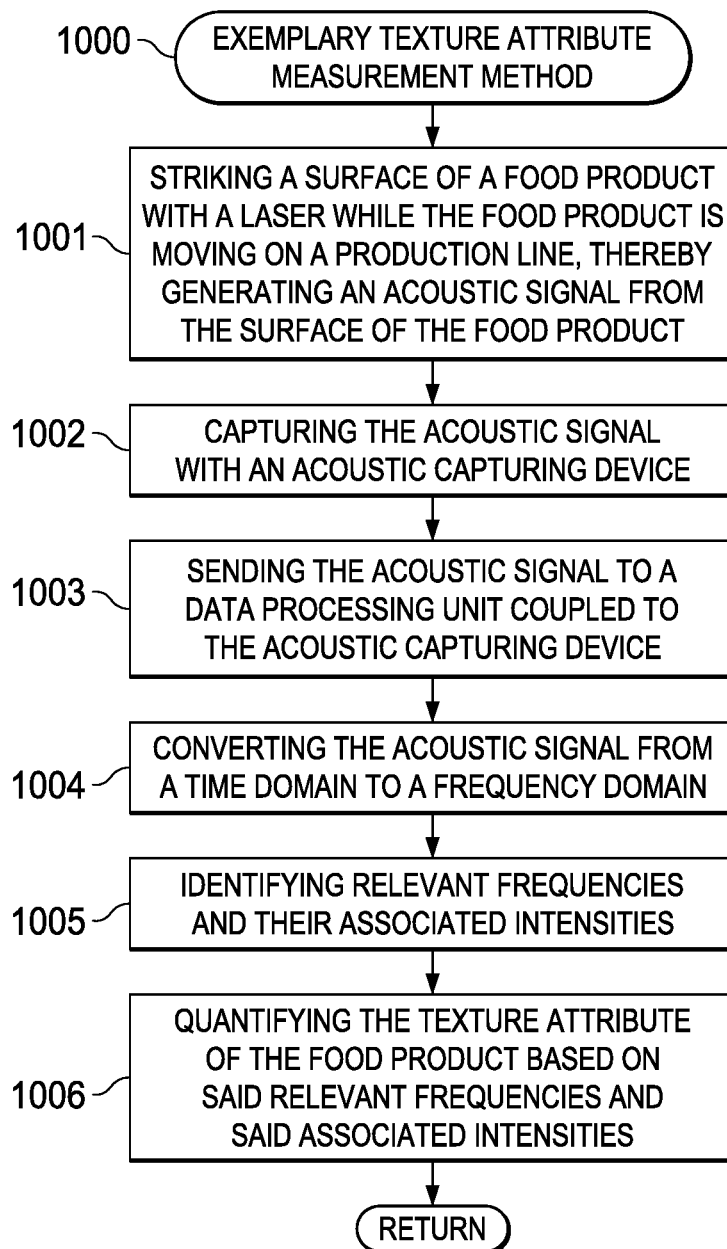 1000
EXEMPLARY TEXTURE ATTRIBUTE
MEASUREMENT METHOD
1001
STRIKING A SURFACE OF A FOOD PRODUCT
WITH A LASER WHILE THE FOOD PRODUCT IS
MOVING ON A PRODUCTION LINE, THEREBY
GENERATING AN ACOUSTIC SIGNAL FROM
THE SURFACE OF THE FOOD PRODUCT
1002
CAPTURING THE ACOUSTIC SIGNAL
WITH AN ACOUSTIC CAPTURING DEVICE
1003
SENDING THE ACOUSTIC SIGNAL TO A
DATA PROCESSING UNIT COUPLED TO
THE ACOUSTIC CAPTURING DEVICE
1004
CONVERTING THE ACOUSTIC SIGNAL FROM
A TIME DOMAIN TO A FREQUENCY DOMAIN
1005
IDENTIFYING RELEVANT FREQUENCIES
AND THEIR ASSOCIATED INTENSITIES
1006
QUANTIFYING THE TEXTURE ATTRIBUTE
OF THE FOOD PRODUCT BASED ON
SAID RELEVANT FREQUENCIES AND
SAID ASSOCIATED INTENSITIES
RETURN